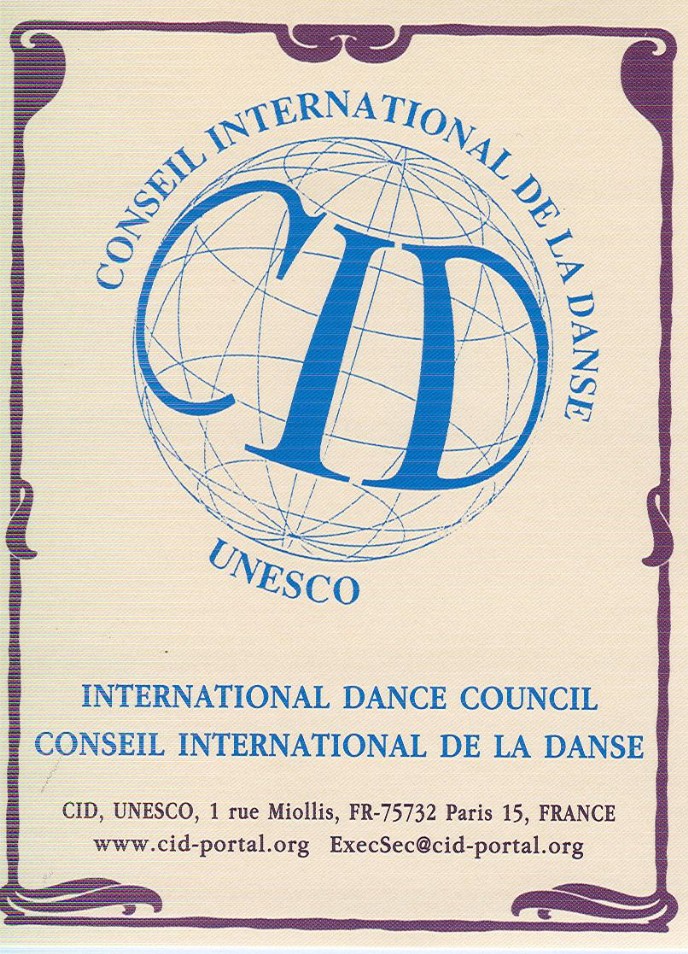 CONSEIL INTERNATIONAL DE LA DANSE
CID
UNESCO
INTERNATIONAL DANCE COUNCIL
CONSEIL INTERNATIONAL DE LA DANSE
CID, UNESCO, 1 rue Miollis, FR-75732 Paris 15, FRANCE
www.cid-portal.org ExecSec@cid-portal.org